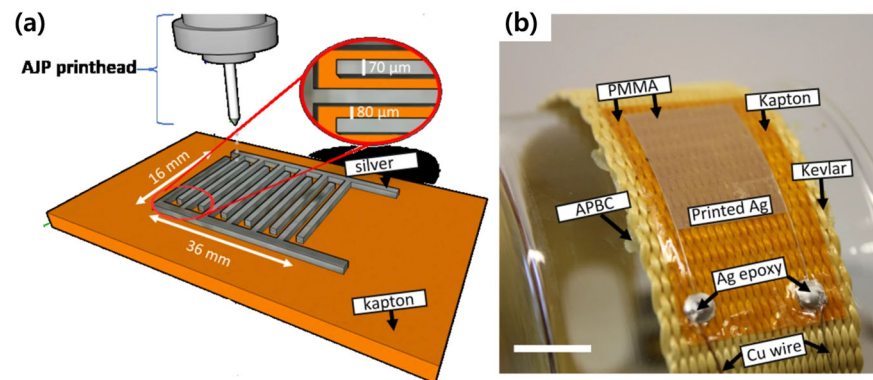 (a)
AJP printhead
70 μm
80 μm
16 mm
silver
36 mm
kapton
(b)
PMMA
Kapton
Kevlar
APBC
Printed Ag
Ag epoxy
Cu wire